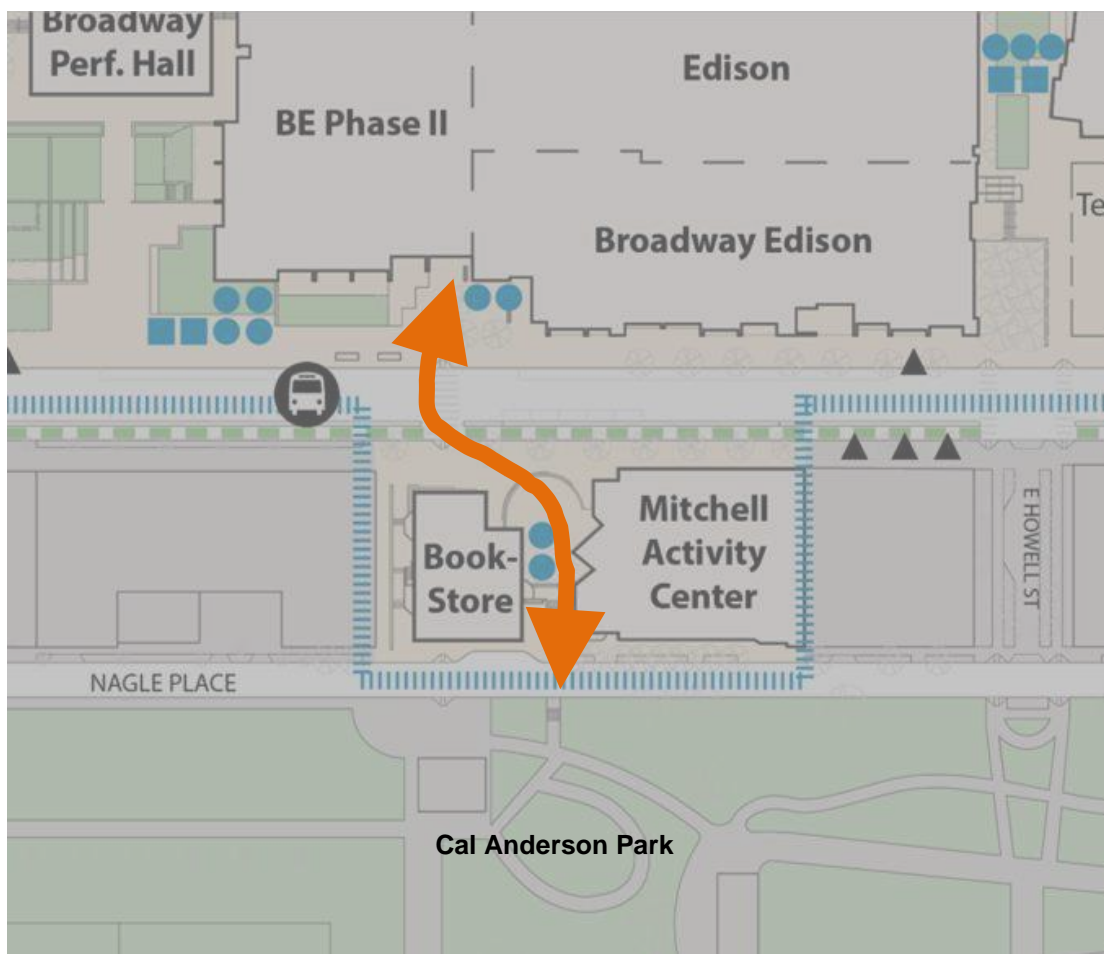 Broadway
Perf. Hall
Edison
BE Phase II
Te
Broadway Edison
Mitchell
Activity
Center
Book-
Store
E HOWELL ST
NAGLE PLACE
Cal Anderson Park